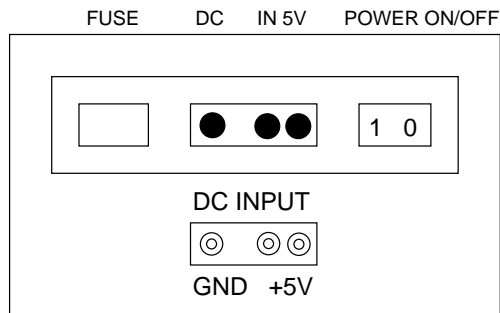 FUSE DC IN 5V POWER ON/OFF
1 0
DC INPUT
GND +5V